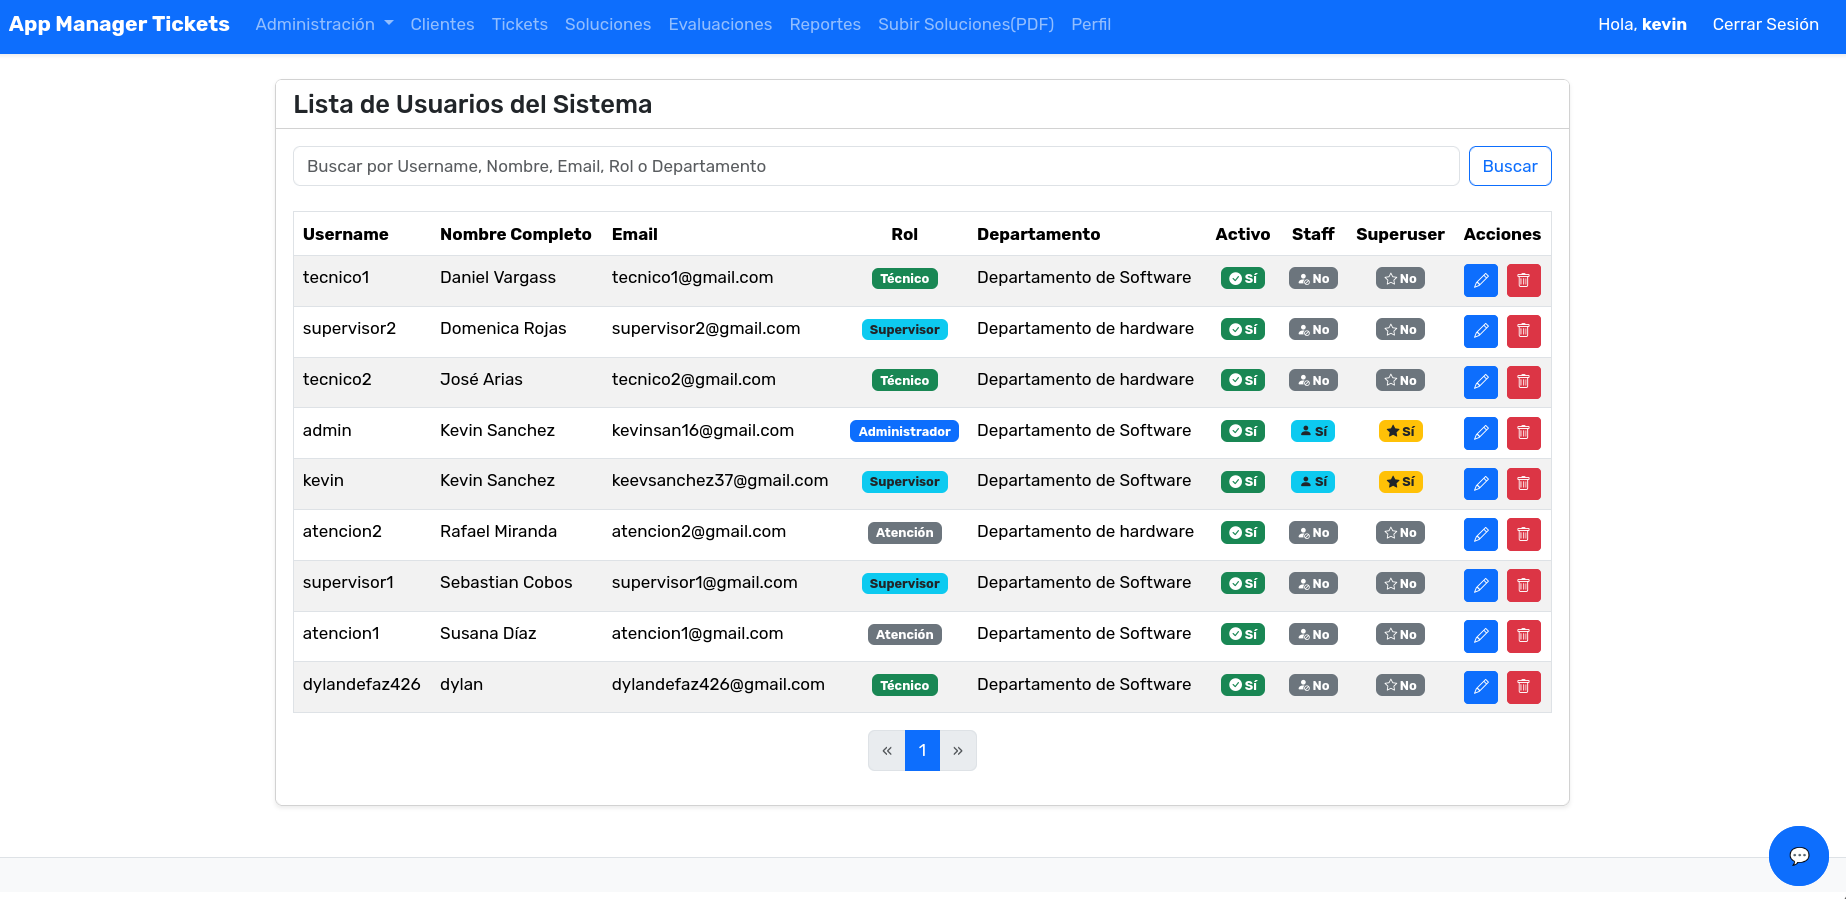 App Manager Tickets Administración Clientes Tickets Soluciones Evaluaciones Reportes Subir Soluciones(PDF) Perfil Hola, kevin Cerrar Sesión
Lista de Usuarios del Sistema
Buscar por Username, Nombre, Email, Rol o Departamento Buscar
Username Nombre Completo Email Rol Departamento Activo Staff Superuser Acciones
tecnico1 Daniel Vargass tecnico1@gmail.com Técnico Departamento de Software Sí No No
supervisor2 Domenica Rojas supervisor2@gmail.com Supervisor Departamento de hardware Sí No No
tecnico2 José Arias tecnico2@gmail.com Técnico Departamento de hardware Sí No No
admin Kevin Sanchez kevinsan16@gmail.com Administrador Departamento de Software Sí Sí Sí
kevin Kevin Sanchez keevsanchez37@gmail.com Supervisor Departamento de Software Sí Sí Sí
atencion2 Rafael Miranda atencion2@gmail.com Atención Departamento de hardware Sí No No
supervisor1 Sebastian Cobos supervisor1@gmail.com Supervisor Departamento de Software Sí No No
atencion1 Susana Díaz atencion1@gmail.com Atención Departamento de Software Sí No No
dylandefaz426 dylan dylandefaz426@gmail.com Técnico Departamento de Software Sí No No
« 1 »